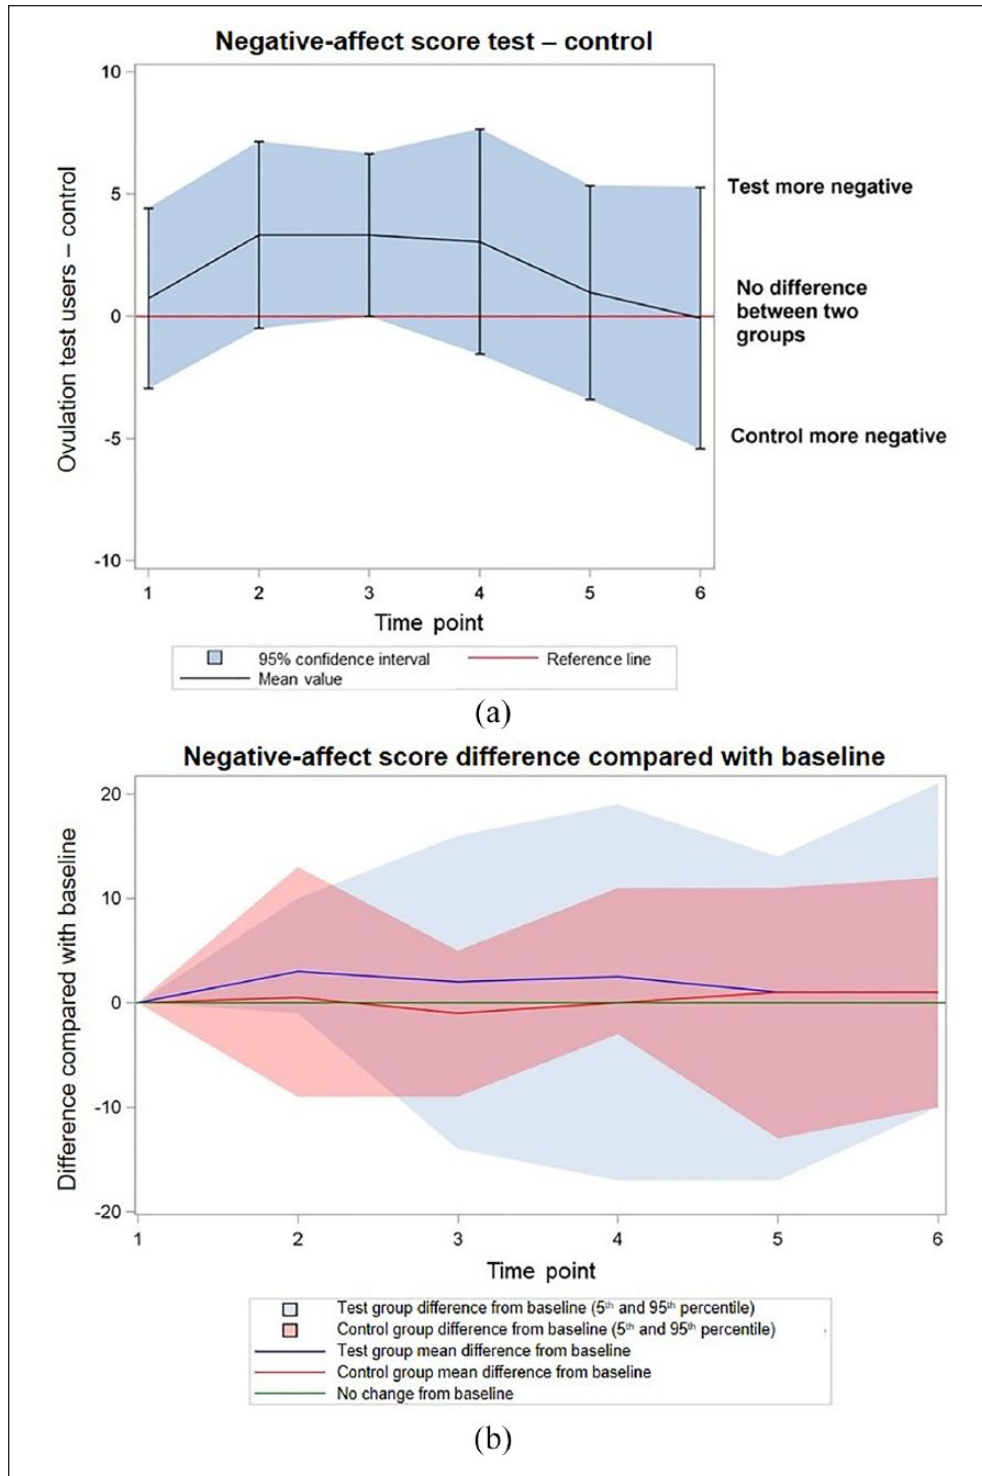 Negative-affect score test – control
Ovulation test users – control
10
5
0
-5
-10
Test more negative
No difference
between two
groups
Control more negative
1 2 3 4 5 6
Time point
95% confidence interval Reference line
Mean value
(a)
Negative-affect score difference compared with baseline
Difference compared with baseline
20
10
0
-10
-20
1 2 3 4 5 6
Time point
Test group difference from baseline (5th and 95th percentile)
Control group difference from baseline (5th and 95th percentile)
Test group mean difference from baseline
Control group mean difference from baseline
No change from baseline
(b)